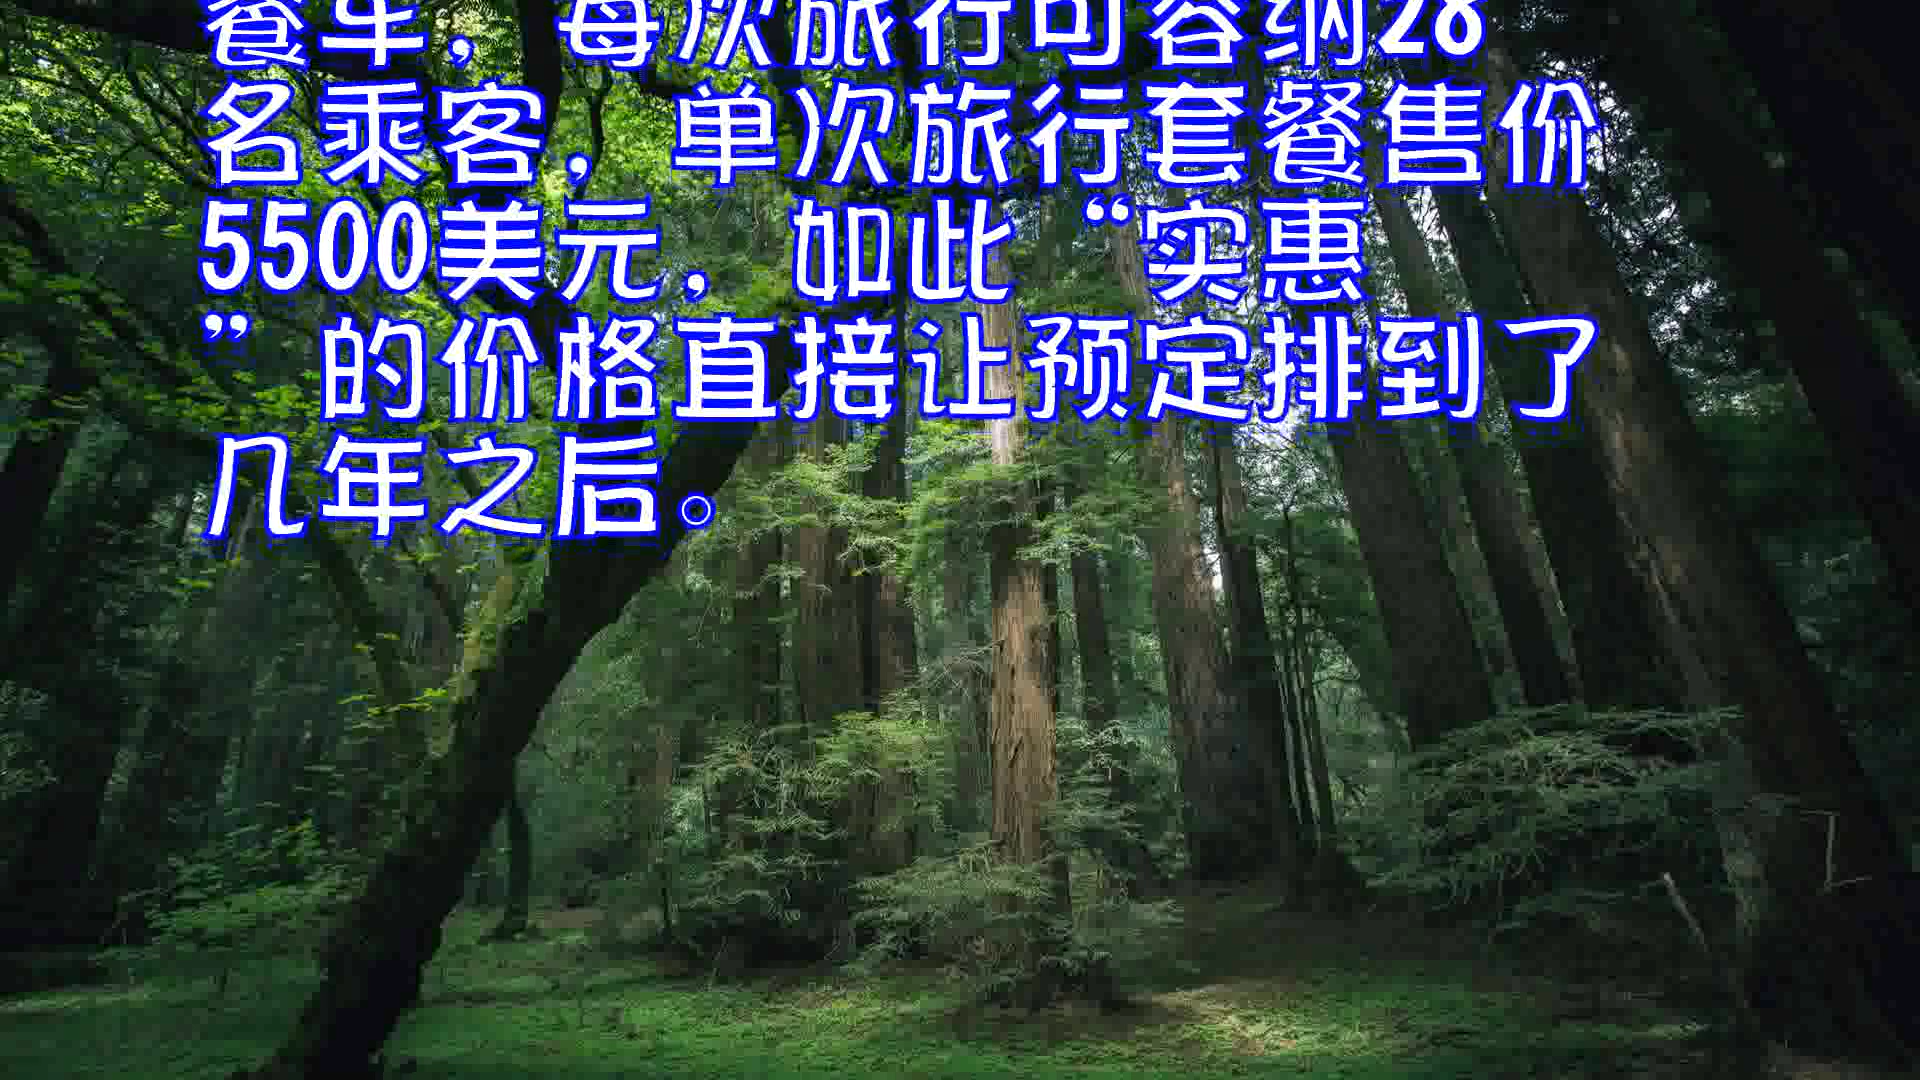 餐车，每次旅行可容纳28
名乘客，单次旅行套餐售价
5500美元，如此“实惠
”的价格直接让预定排到了
几年之后。